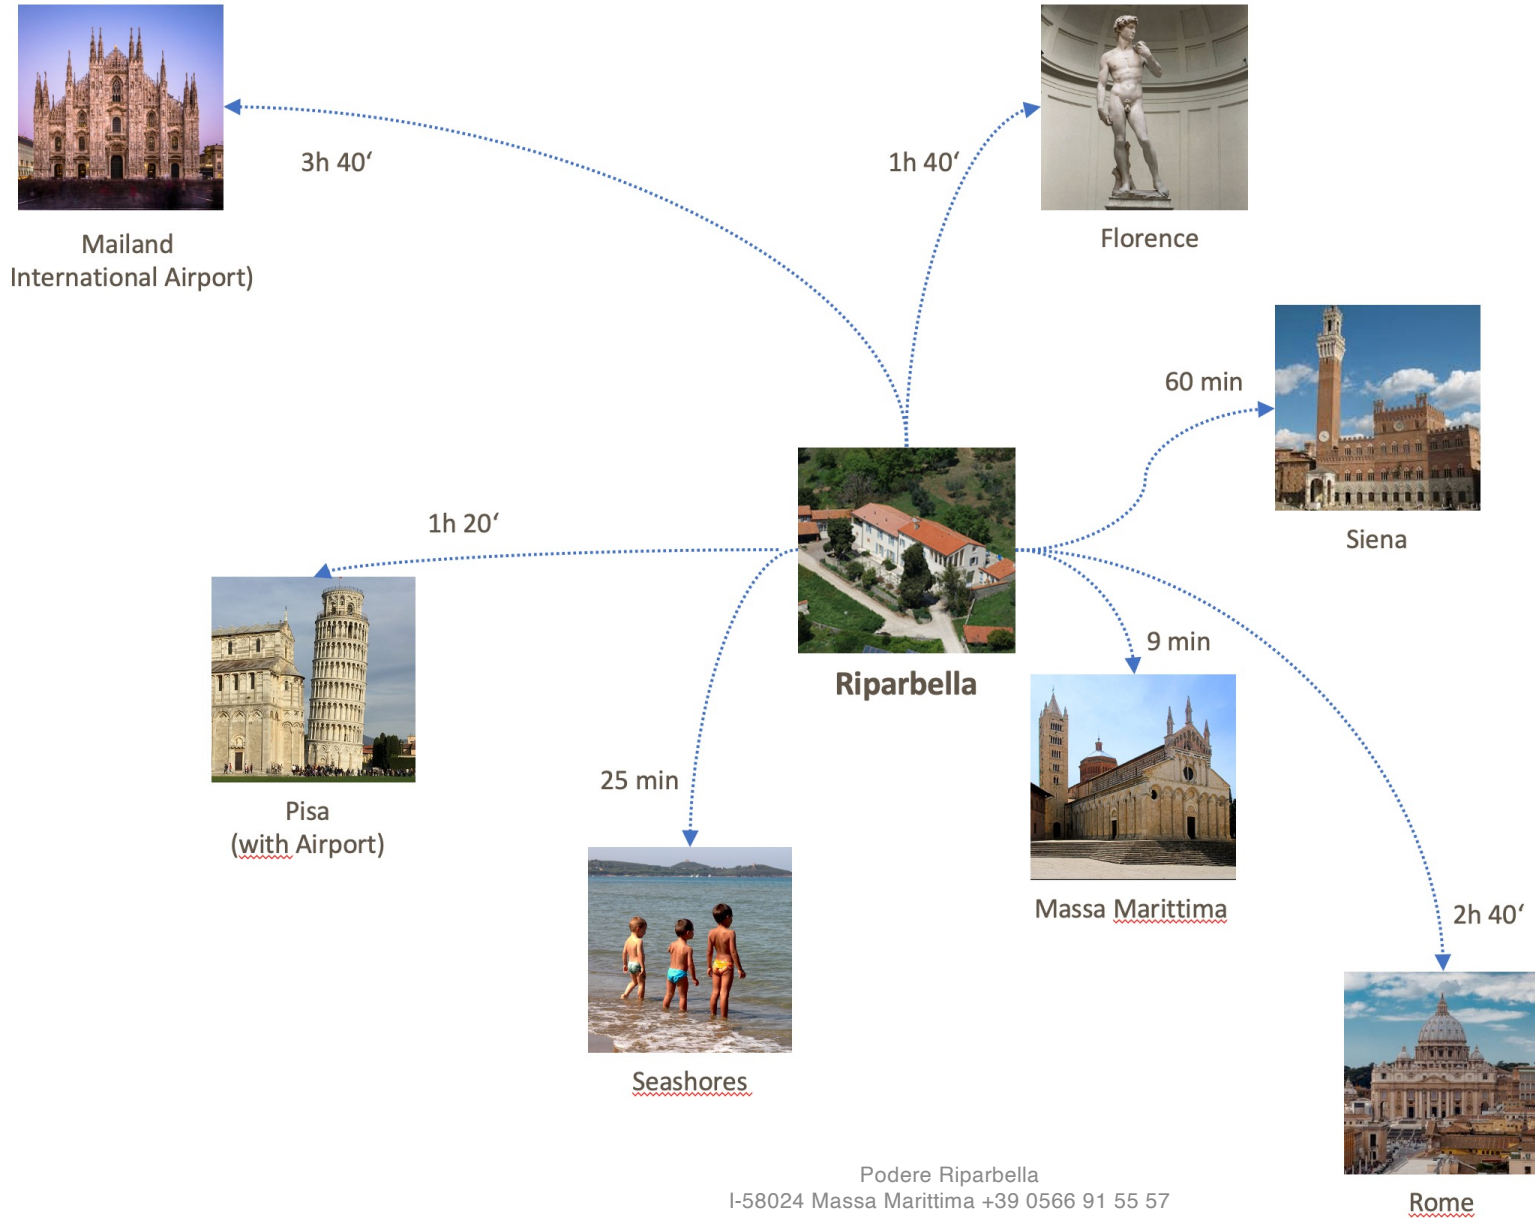 3h 40‘
1h 40‘
Mailand
International Airport)
Florence
60 min
Siena
1h 20‘
Riparbella
9 min
25 min
Pisa
(with Airport)
Massa Marittima
2h 40‘
Seashores
Rome
Podere Riparbella
I-58024 Massa Marittima +39 0566 91 55 57